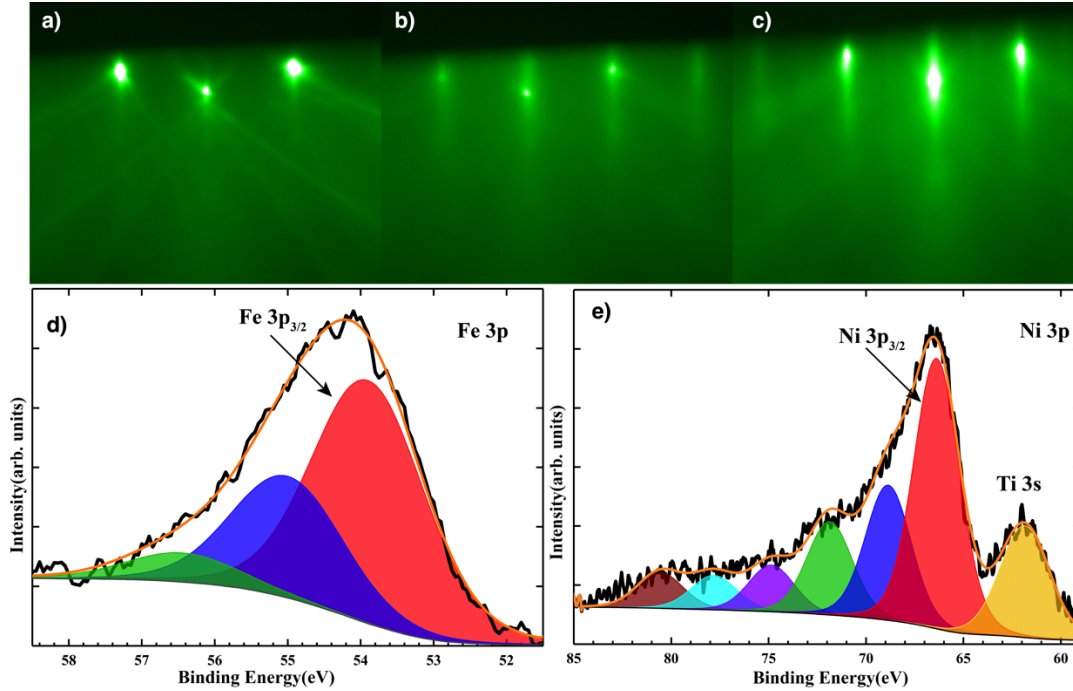 a)
b)
c)
d)
Fe 3p3/2
Fe 3p
Intensity(arb. units)
58 57 56 55 54 53 52
Binding Energy(eV)
e)
Ni 3p3/2
Ni 3p
Ti 3s
Intensity(arb. units)
85 80 75 70 65 60
Binding Energy(eV)